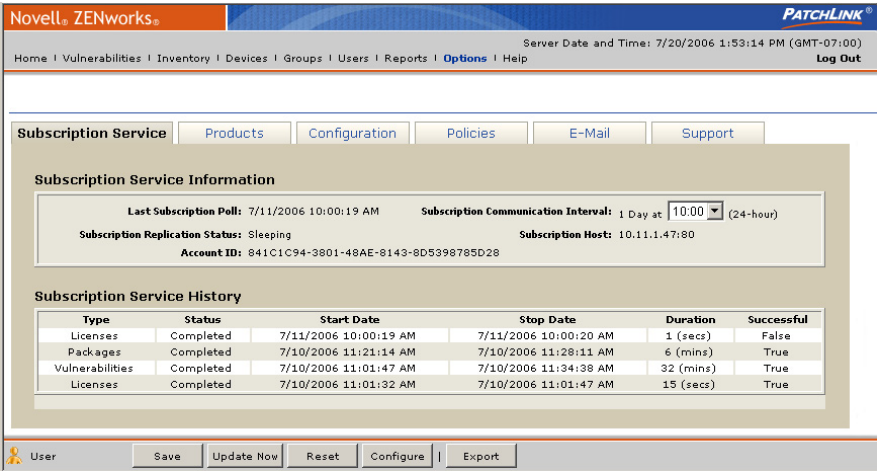 Novell® ZENworks®
PATCHLINK®
Server Date and Time: 7/20/2006 1:53:14 PM (GMT-07:00)
Home | Vulnerabilities | Inventory | Devices | Groups | Users | Reports | Options | Help
Log Out
Subscription Service Products Configuration Policies E-Mail Support
Subscription Service Information
Last Subscription Poll: 7/11/2006 10:00:19 AM Subscription Communication Interval: 1 Day at 10:00 (24-hour)
Subscription Replication Status: Sleeping Subscription Host: 10.11.1.47:80
Account ID: 841C1C94-3801-48AE-8143-8D5398785D28
Subscription Service History
Type Status Start Date Stop Date Duration Successful
Licenses Completed 7/11/2006 10:00:19 AM 7/11/2006 10:00:20 AM 1 (secs) False
Packages Completed 7/10/2006 11:21:14 AM 7/10/2006 11:28:11 AM 6 (mins) True
Vulnerabilities Completed 7/10/2006 11:01:47 AM 7/10/2006 11:34:38 AM 32 (mins) True
Licenses Completed 7/10/2006 11:01:32 AM 7/10/2006 11:01:47 AM 15 (secs) True
User Save Update Now Reset Configure | Export